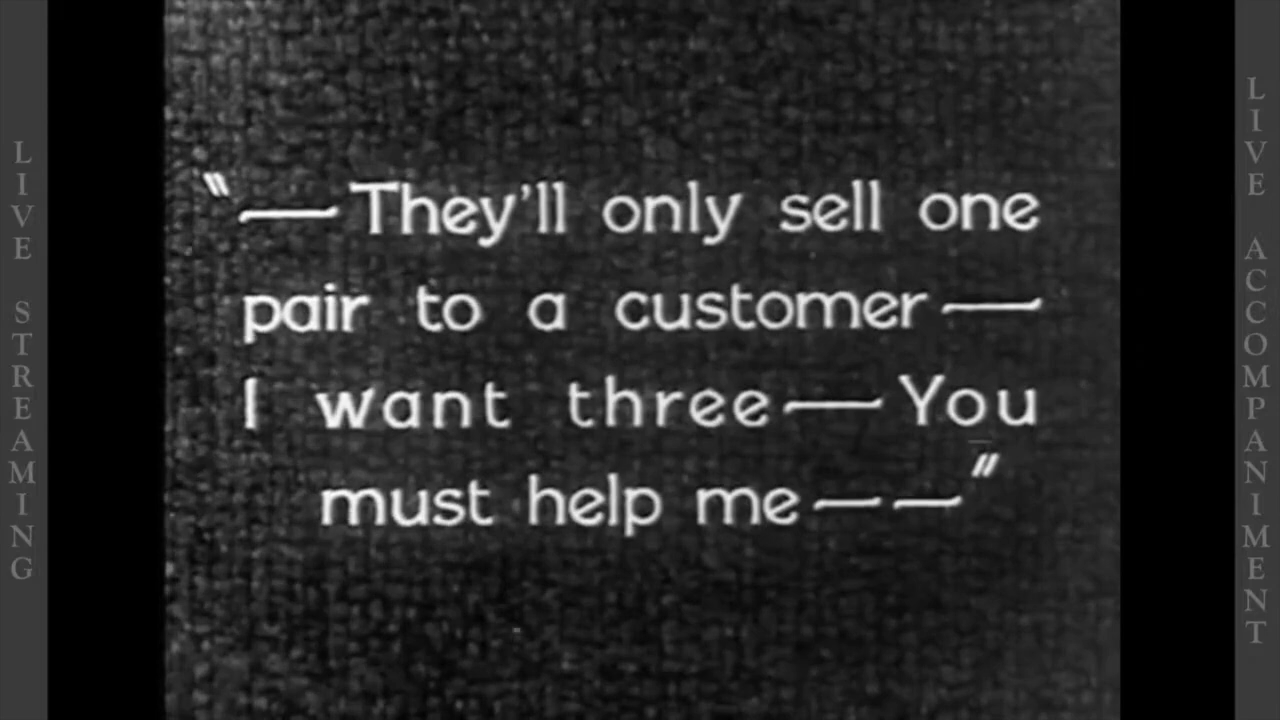 LIVE STREAMING
"—They'll only sell one
pair to a customer—
I want three—You
must help me——"
LIVE ACCOMPANIMENT